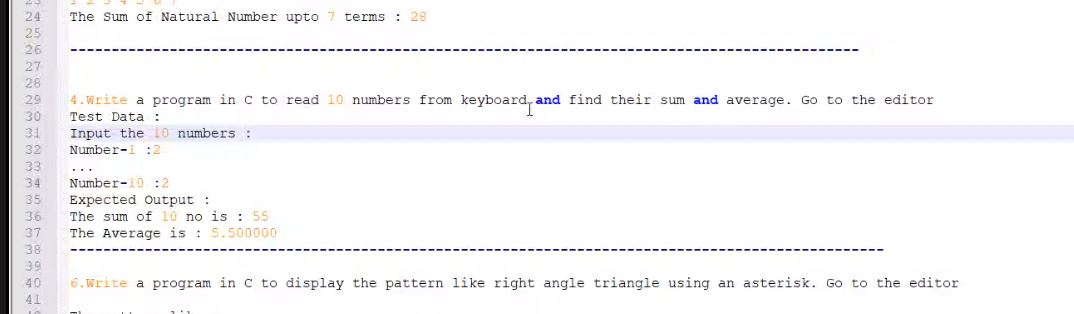 24 The Sum of Natural Number upto 7 terms : 28
25
26 -----------------------------------------------------------------------------------------------
27
28
29 4.Write a program in C to read 10 numbers from keyboard and find their sum and average. Go to the editor
30 Test Data :
31 Input the 10 numbers :
32 Number-1 :2
33 ...
34 Number-10 :2
35 Expected Output :
36 The sum of 10 no is : 55
37 The Average is : 5.500000
38 --------------------------------------------------------------------------------------------------
39
40 6.Write a program in C to display the pattern like right angle triangle using an asterisk. Go to the editor
41